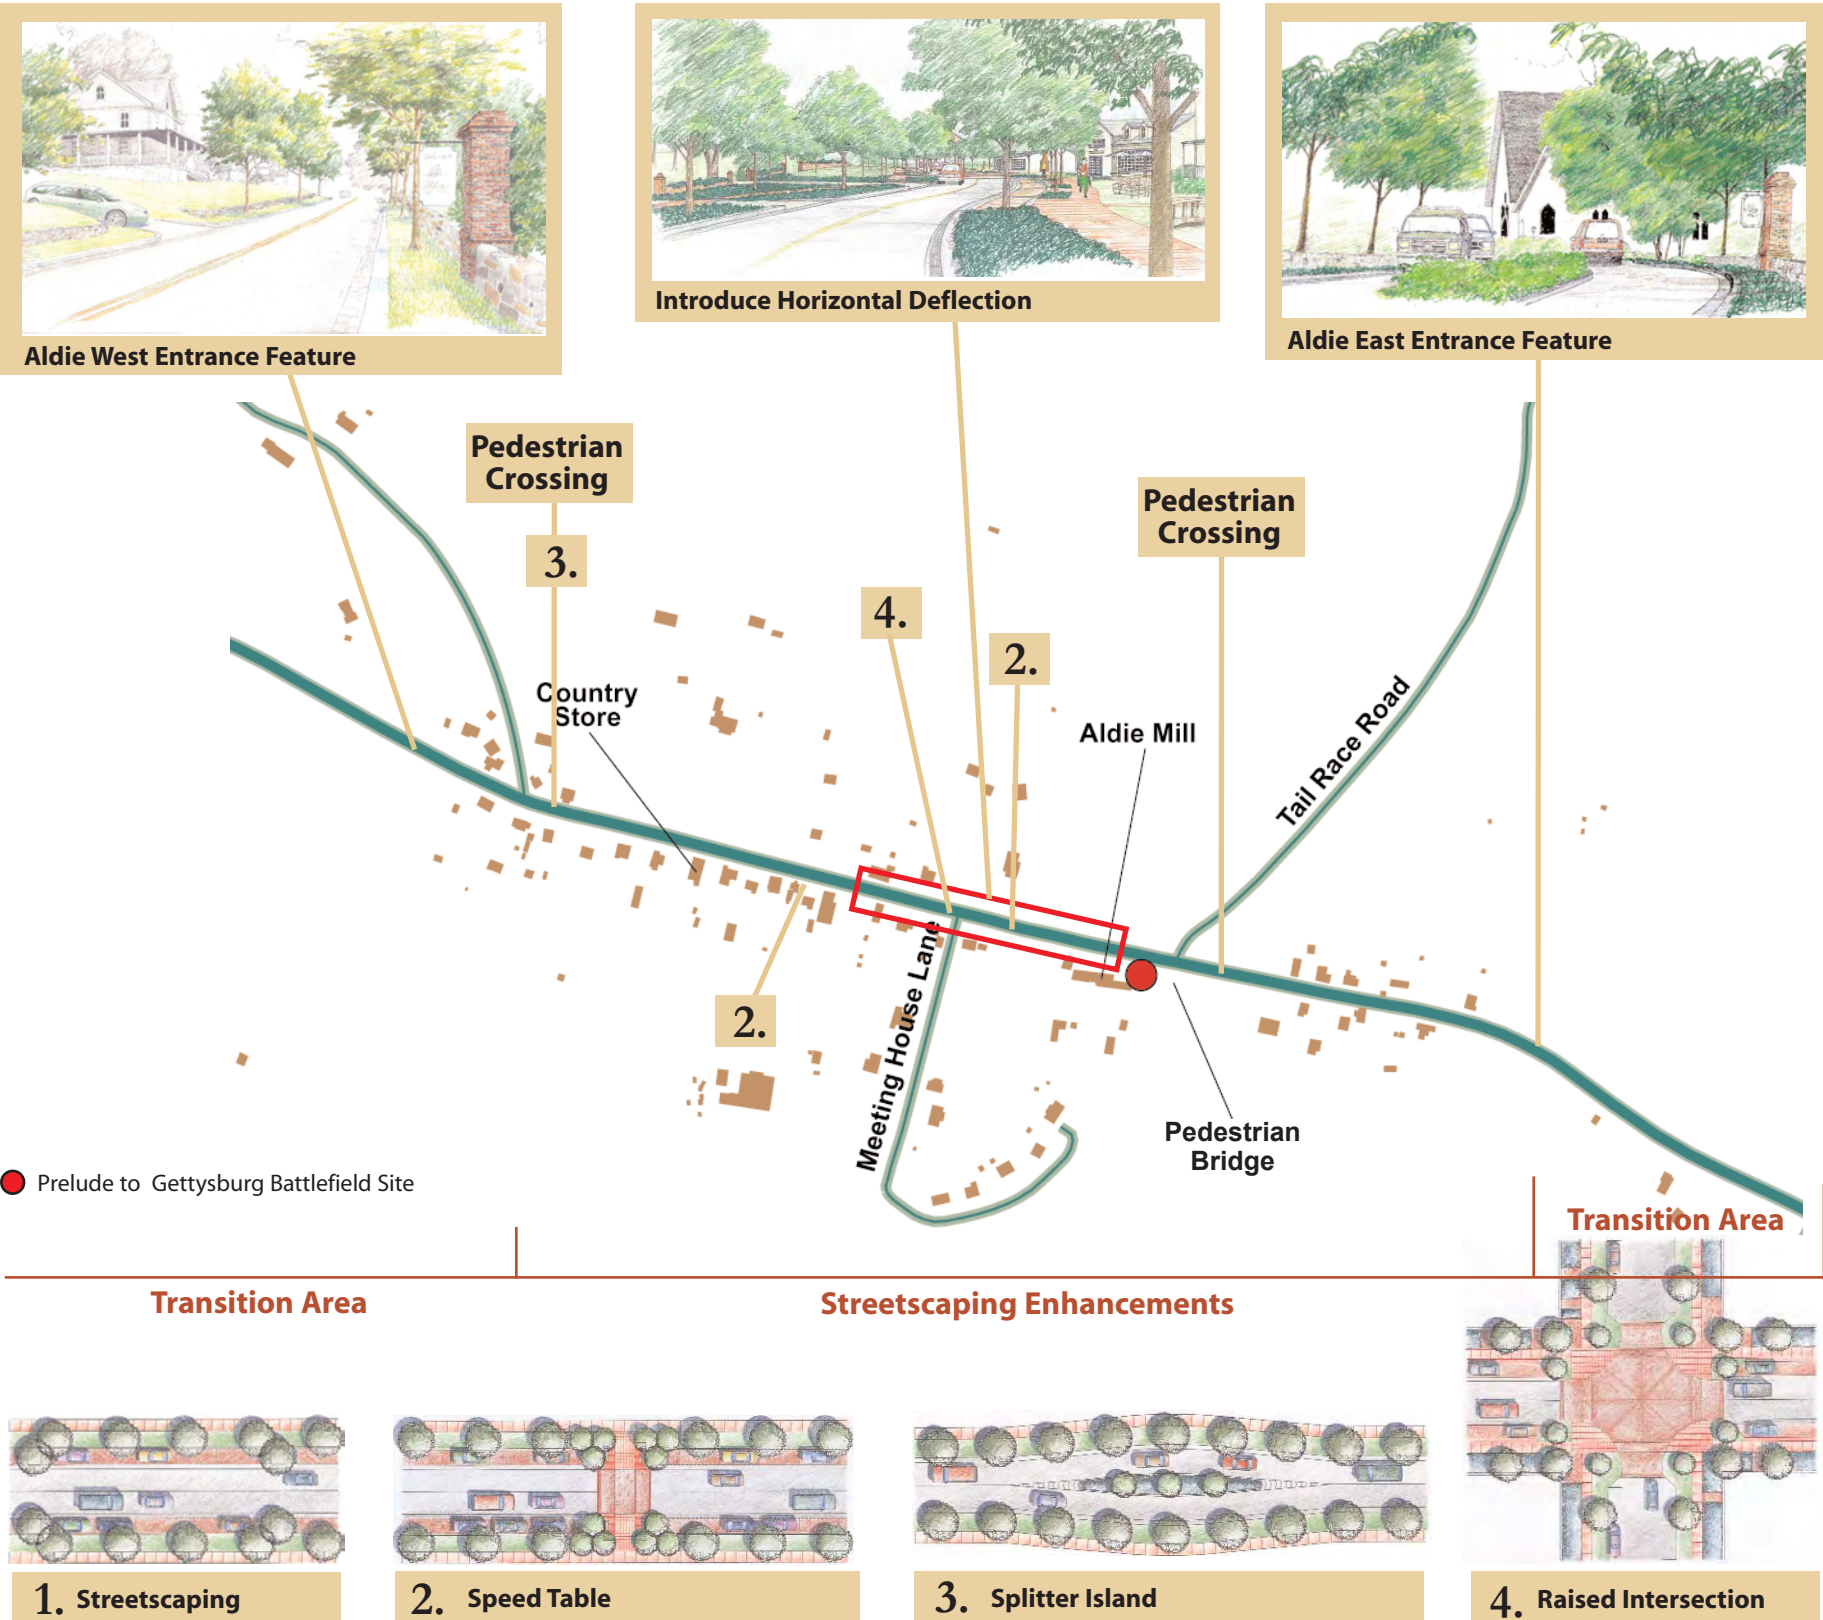 Aldie West Entrance Feature
Introduce Horizontal Deflection
Aldie East Entrance Feature
Pedestrian
Crossing
3.
Pedestrian
Crossing
4.
2.
Country
Store
Aldie Mill
Tail Race Road
2.
Meeting House Lane
Pedestrian
Bridge
Prelude to Gettysburg Battlefield Site
Transition Area
Transition Area
Streetscaping Enhancements
1. Streetscaping
2. Speed Table
3. Splitter Island
4. Raised Intersection